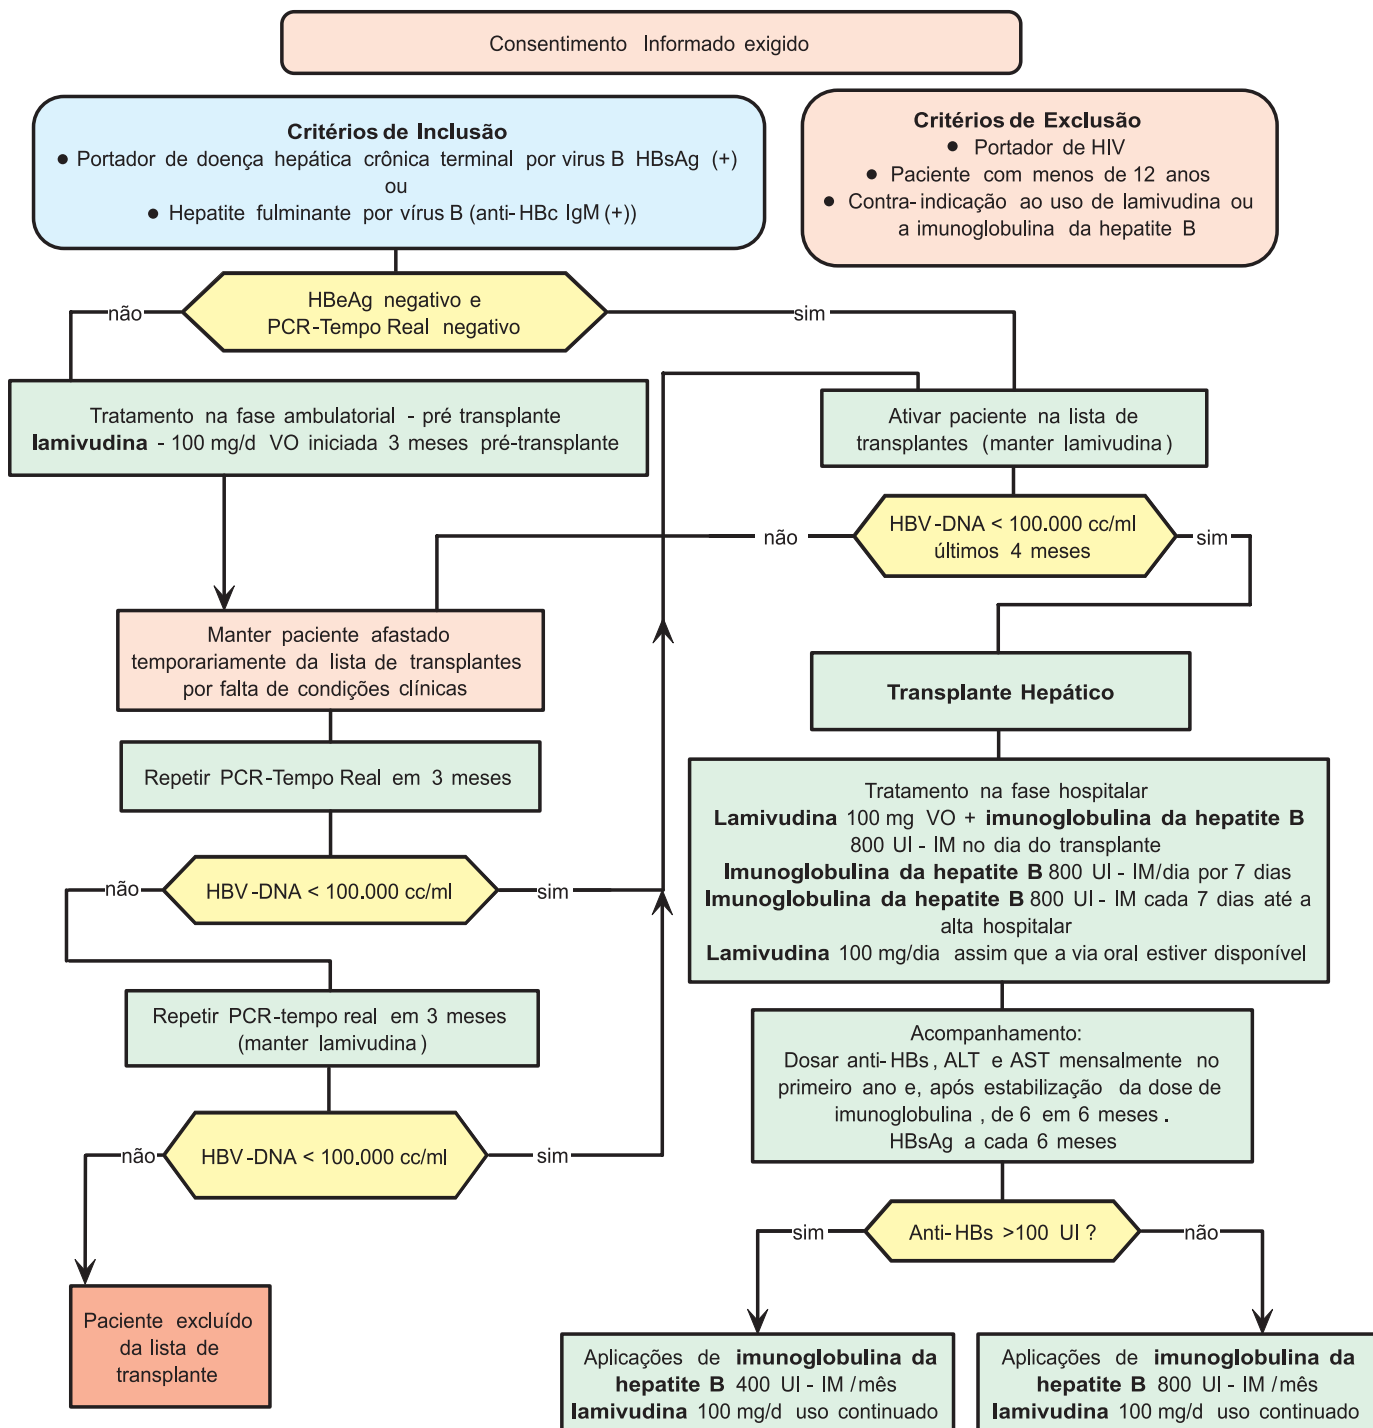 Consentimento Informado exigido
Critérios de Inclusão
● Portador de doença hepática crônica terminal por virus B HBsAg (+)
ou
● Hepatite fulminante por vírus B (anti-HBc IgM (+))
Critérios de Exclusão
● Portador de HIV
● Paciente com menos de 12 anos
● Contra-indicação ao uso de lamivudina ou
a imunoglobulina da hepatite B
não
HBeAg negativo e
PCR-Tempo Real negativo
sim
Tratamento na fase ambulatorial - pré transplante
lamivudina - 100 mg/d VO iniciada 3 meses pré-transplante
Ativar paciente na lista de
transplantes (manter lamivudina)
não
HBV-DNA < 100.000 cc/ml
últimos 4 meses
sim
Manter paciente afastado
temporariamente da lista de transplantes
por falta de condições clínicas
Transplante Hepático
Repetir PCR-Tempo Real em 3 meses
Tratamento na fase hospitalar
Lamivudina 100 mg VO + imunoglobulina da hepatite B
800 UI - IM no dia do transplante
Imunoglobulina da hepatite B 800 UI - IM/dia por 7 dias
Imunoglobulina da hepatite B 800 UI - IM cada 7 dias até a
alta hospitalar
Lamivudina 100 mg/dia assim que a via oral estiver disponível
não
HBV-DNA < 100.000 cc/ml
sim
Repetir PCR-tempo real em 3 meses
(manter lamivudina)
Acompanhamento:
Dosar anti-HBs, ALT e AST mensalmente no
primeiro ano e, após estabilização da dose de
imunoglobulina, de 6 em 6 meses.
HBsAg a cada 6 meses
não
HBV-DNA < 100.000 cc/ml
sim
sim
Anti-HBs >100 UI ?
não
Paciente excluído
da lista de
transplante
Aplicações de imunoglobulina da
hepatite B 400 UI - IM /mês
lamivudina 100 mg/d uso continuado
Aplicações de imunoglobulina da
hepatite B 800 UI - IM /mês
lamivudina 100 mg/d uso continuado